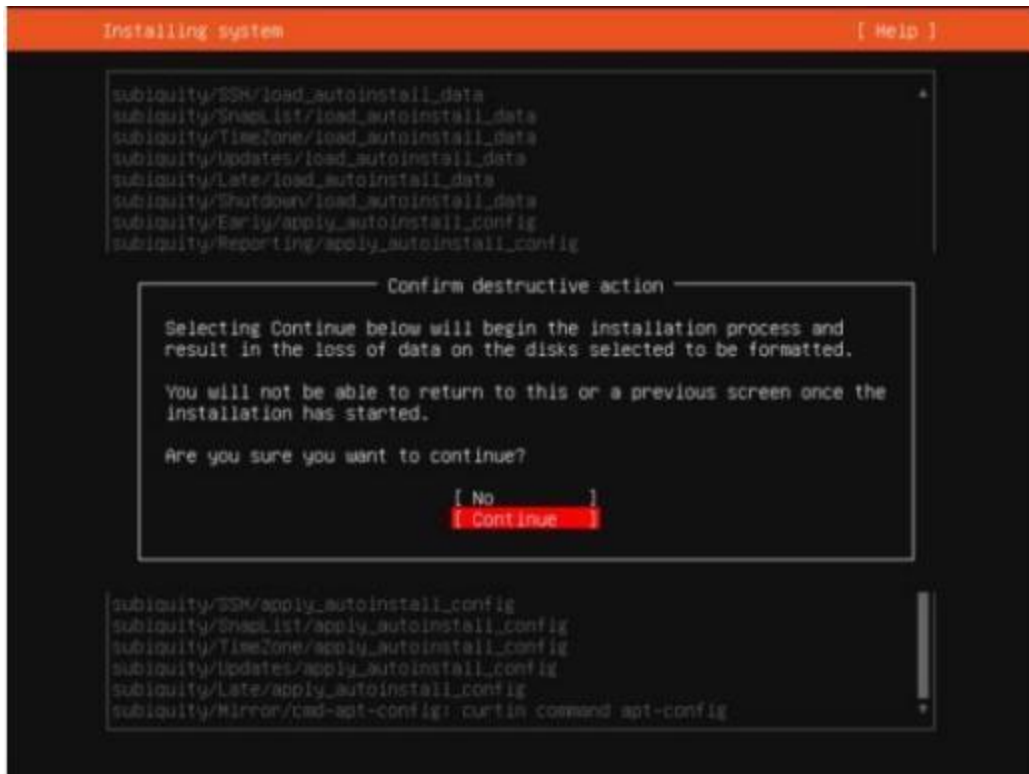 Installing system [ Help ]
subiquity/SSH/load_autoinstall_data
subiquity/SnapList/load_autoinstall_data
subiquity/TimeZone/load_autoinstall_data
subiquity/Updates/load_autoinstall_data
subiquity/Late/load_autoinstall_data
subiquity/Shutdown/load_autoinstall_data
subiquity/Early/apply_autoinstall_config
subiquity/Reporting/apply_autoinstall_config
Confirm destructive action
Selecting Continue below will begin the installation process and
result in the loss of data on the disks selected to be formatted.
You will not be able to return to this or a previous screen once the
installation has started.
Are you sure you want to continue?
[ No ]
[ Continue ]
subiquity/SSH/apply_autoinstall_config
subiquity/SnapList/apply_autoinstall_config
subiquity/TimeZone/apply_autoinstall_config
subiquity/Updates/apply_autoinstall_config
subiquity/Late/apply_autoinstall_config
subiquity/Mirror/cmd-apt-config: curtin command apt-config